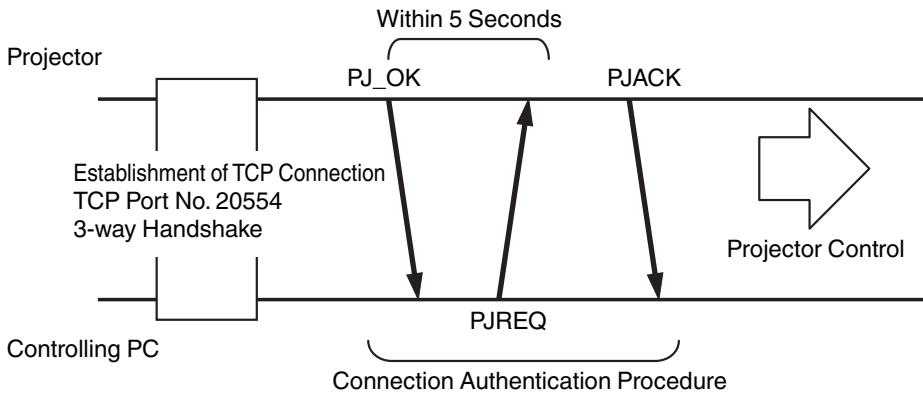 Within 5 Seconds
Projector
PJ_OK
PJACK
Establishment of TCP Connection
TCP Port No. 20554
3-way Handshake
Projector Control
PJREQ
Controlling PC
Connection Authentication Procedure